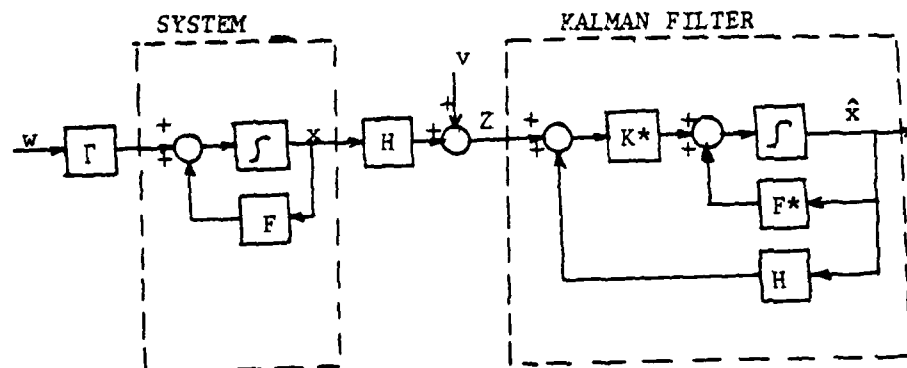 SYSTEM
KALMAN FILTER
w
Γ
+
+
∫
x
F
H
v
+
+
Z
+
+
K*
+
+
∫
x̂
F*
H